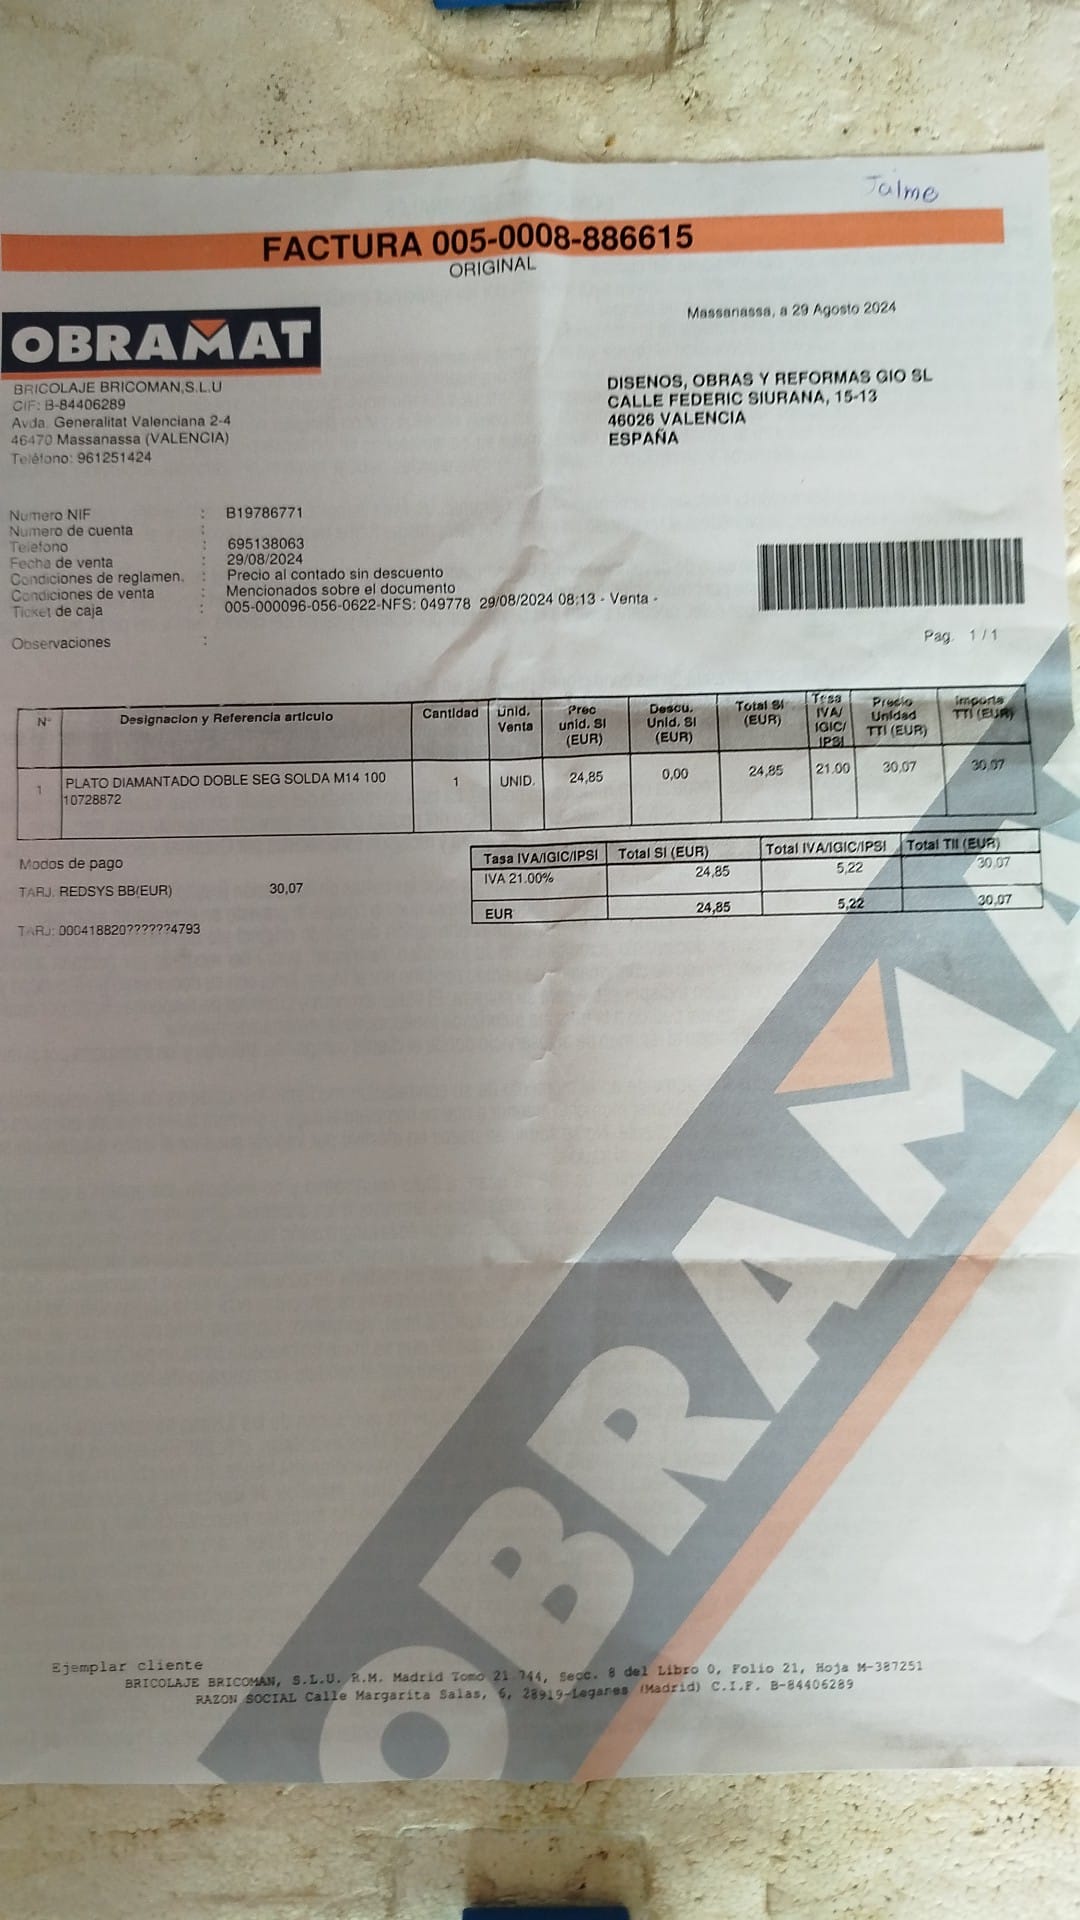 Jaime
FACTURA 005-0008-886615
ORIGINAL
Massanassa, a 29 Agosto 2024
OBRAMAT
BRICOLAJE BRICOMAN,S.L.U
CIF: B-84406289
Avda. Generalitat Valenciana 2-4
46470 Massanassa (VALENCIA)
Teléfono: 961251424
DISENOS, OBRAS Y REFORMAS GIO SL
CALLE FEDERIC SIURANA, 15-13
46026 VALENCIA
ESPAÑA
Numero NIF : B19786771
Numero de cuenta :
Telefono : 695138063
Fecha de venta : 29/08/2024
Condiciones de reglamen. : Precio al contado sin descuento
Condiciones de venta : Mencionados sobre el documento
Ticket de caja : 005-000096-056-0622-NFS: 049778 29/08/2024 08:13 - Venta -
Observaciones :
Pag. 1 / 1
Nº Designacion y Referencia articulo Cantidad Unid. Venta Prec unid. SI (EUR) Descu. Unid. SI (EUR) Total SI (EUR) Tasa IVA/ IGIC/ IPSI Precio Unidad TTI (EUR) Importe TTI (EUR)
1 PLATO DIAMANTADO DOBLE SEG SOLDA M14 100 1 UNID. 24,85 0,00 24,85 21.00 30,07 30,07
10728872
Modos de pago
TARJ. REDSYS BB(EUR) 30,07
TARJ: 000418820??????4793
Tasa IVA/IGIC/IPSI Total SI (EUR) Total IVA/IGIC/IPSI Total TII (EUR)
IVA 21.00% 24,85 5,22 30,07
EUR 24,85 5,22 30,07
OBRAMA
Ejemplar cliente
BRICOLAJE BRICOMAN, S.L.U. R.M. Madrid Tomo 21.744, Secc. 8 del Libro 0, Folio 21, Hoja M-387251
RAZON SOCIAL Calle Margarita Salas, 6, 28919-Leganes (Madrid) C.I.F. B-84406289